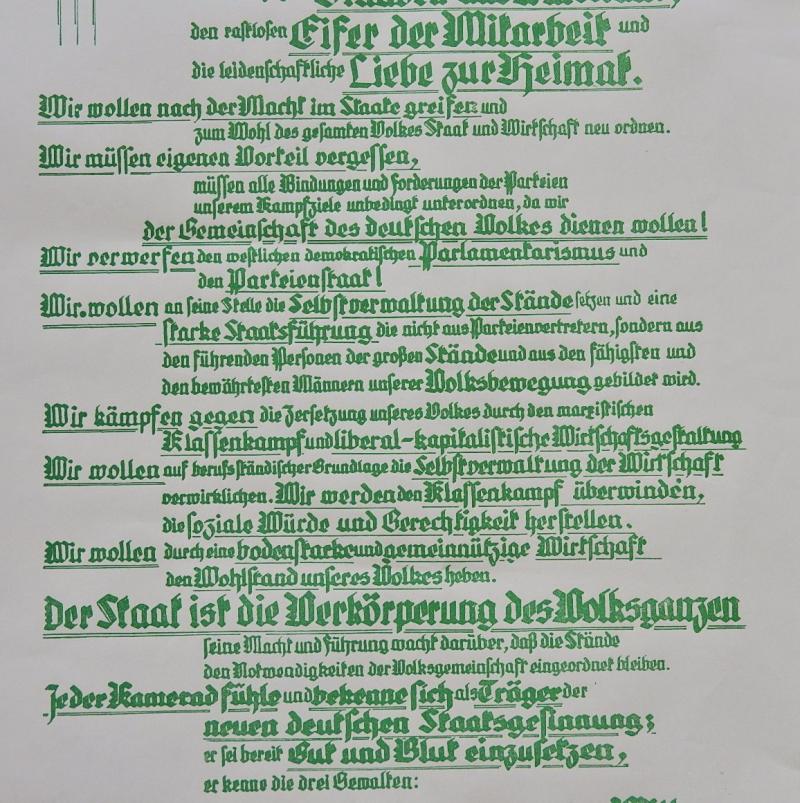 den rastlosen Eifer der Mitarbeit und
die leidenschaftliche Liebe zur Heimat.
Wir wollen nach der Macht im Staate greifen und
zum Wohl des gesamten Volkes Staat und Wirtschaft neu ordnen.
Wir müssen eigenen Vorteil vergessen,
müssen alle Bindungen und Forderungen der Parteien
unserem Kampfziele unbedingt unterordnen, da wir
der Gemeinschaft des deutschen Volkes dienen wollen!
Wir verwerfen den westlichen demokratischen Parlamentarismus und
den Parteienstaat!
Wir wollen an seine Stelle die Selbstverwaltung der Stände setzen und eine
starke Staatsführung die nicht aus Parteienvertretern, sondern aus
den führenden Personen der großen Stände und aus den fähigsten und
den bewährtesten Männern unserer Volksbewegung gebildet wird.
Wir kämpfen gegen die Zersetzung unseres Volkes durch den marxistischen
Klassenkampf und liberal-kapitalistische Wirtschaftsgestaltung
Wir wollen auf berufsständischer Grundlage die Selbstverwaltung der Wirtschaft
verwirklichen. Wir werden den Klassenkampf überwinden,
die soziale Würde und Gerechtigkeit herstellen.
Wir wollen durch eine bodenstarke und gemeinnützige Wirtschaft
den Wohlstand unseres Volkes heben.
Der Staat ist die Verkörperung des Volksganzen
seine Macht und Führung wacht darüber, daß die Stände
den Notwendigkeiten der Volksgemeinschaft eingeordnet bleiben.
Jeder Kamerad fühle und bekenne sich als Träger der
neuen deutschen Staatsgesinnung;
er sei bereit Gut und Blut einzusetzen,
er kenne die drei Gewalten: